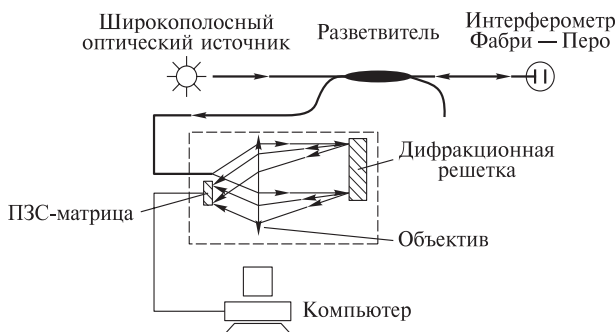 Широкополосный
оптический источник
Разветвитель
Интерферометр
Фабри — Перо
Дифракционная
решетка
ПЗС-матрица
Объектив
Компьютер